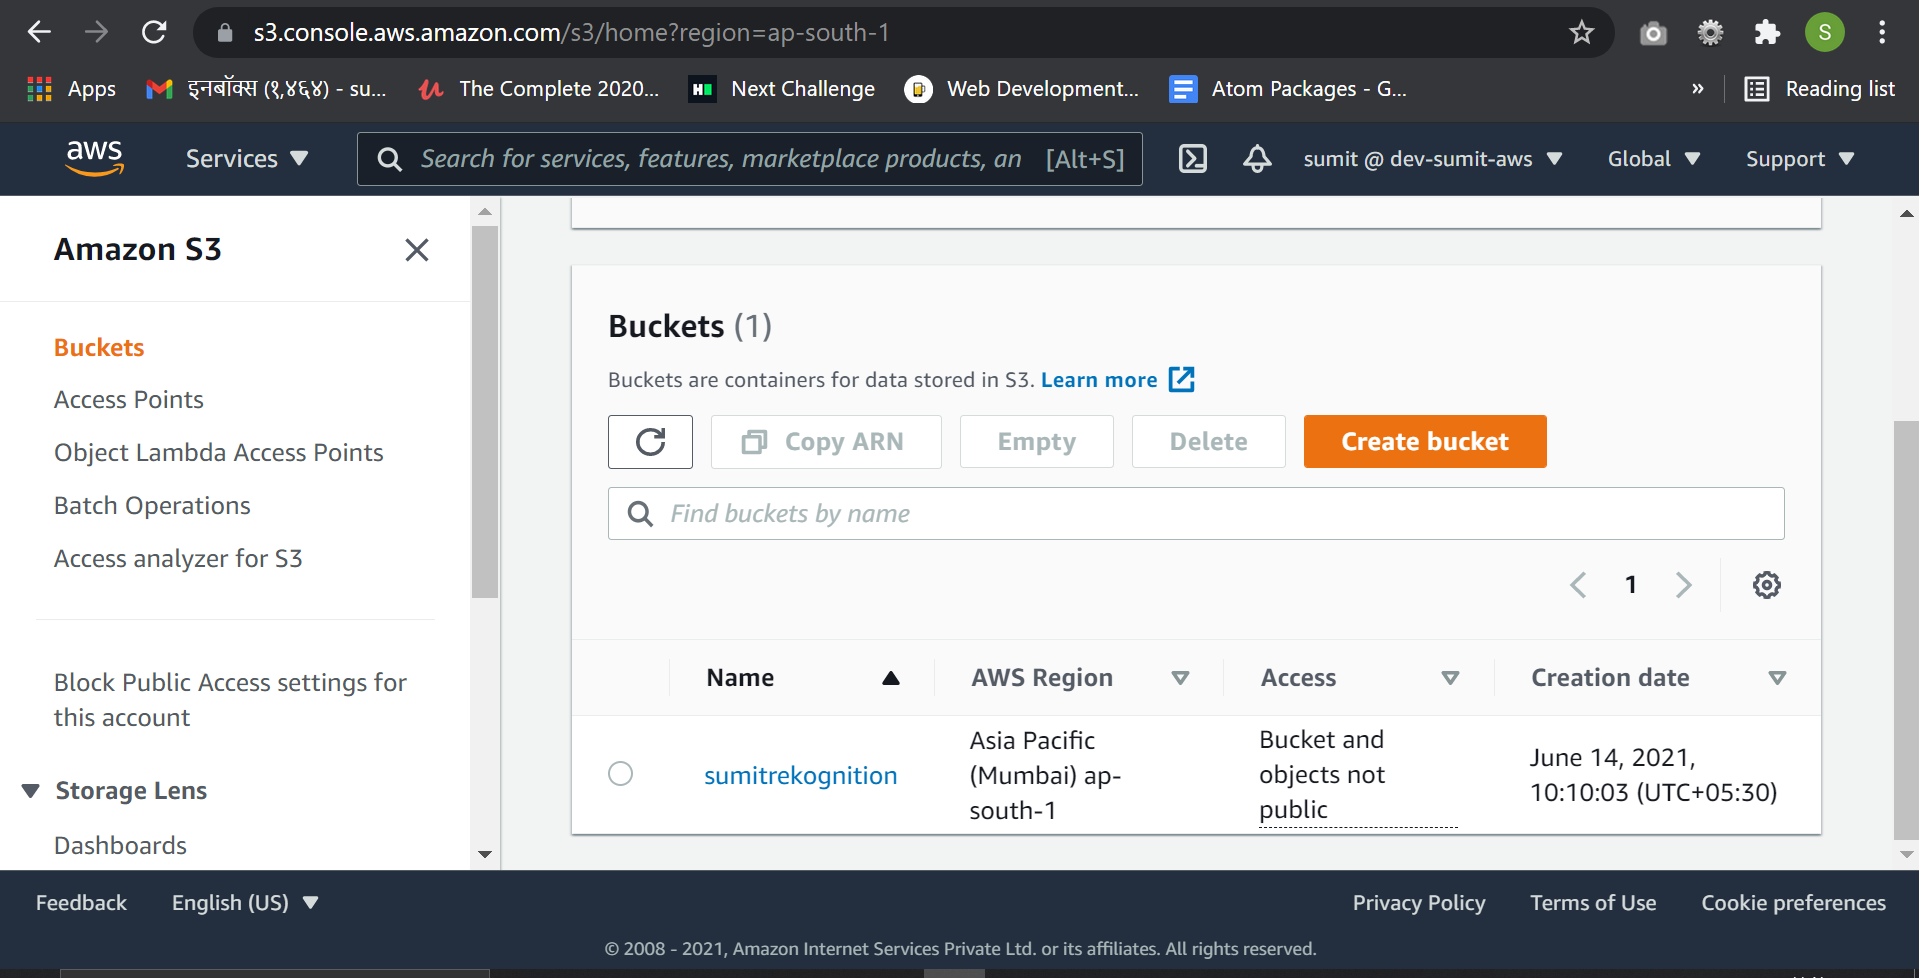 s3.console.aws.amazon.com/s3/home?region=ap-south-1
S
Apps
इनबॉक्स (१,४६४) - su...
The Complete 2020...
Next Challenge
Web Development...
Atom Packages - G...
»
Reading list
aws
Services
Search for services, features, marketplace products, an [Alt+S]
sumit @ dev-sumit-aws
Global
Support
Amazon S3
Buckets
Access Points
Object Lambda Access Points
Batch Operations
Access analyzer for S3
Block Public Access settings for
this account
Storage Lens
Dashboards
Buckets (1)
Buckets are containers for data stored in S3. Learn more
Copy ARN
Empty
Delete
Create bucket
Find buckets by name
1
Name
AWS Region
Access
Creation date
sumitrekognition
Asia Pacific
(Mumbai) ap-
south-1
Bucket and
objects not
public
June 14, 2021,
10:10:03 (UTC+05:30)
Feedback
English (US)
Privacy Policy
Terms of Use
Cookie preferences
© 2008 - 2021, Amazon Internet Services Private Ltd. or its affiliates. All rights reserved.